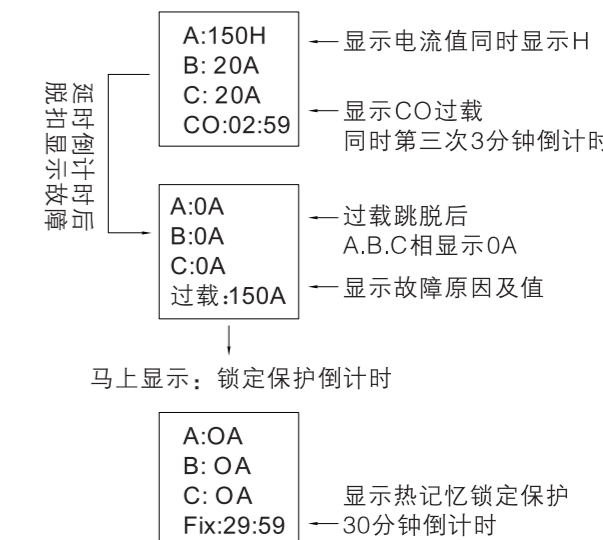 A:150H
B: 20A
C: 20A
CO:02:59
显示电流值同时显示H
显示CO过载
同时第三次3分钟倒计时
延时倒计时后
脱扣显示故障
A:0A
B:0A
C:0A
过载:150A
过载跳脱后
A.B.C相显示0A
显示故障原因及值
马上显示：锁定保护倒计时
A:OA
B: OA
C: OA
Fix:29:59
显示热记忆锁定保护
30分钟倒计时